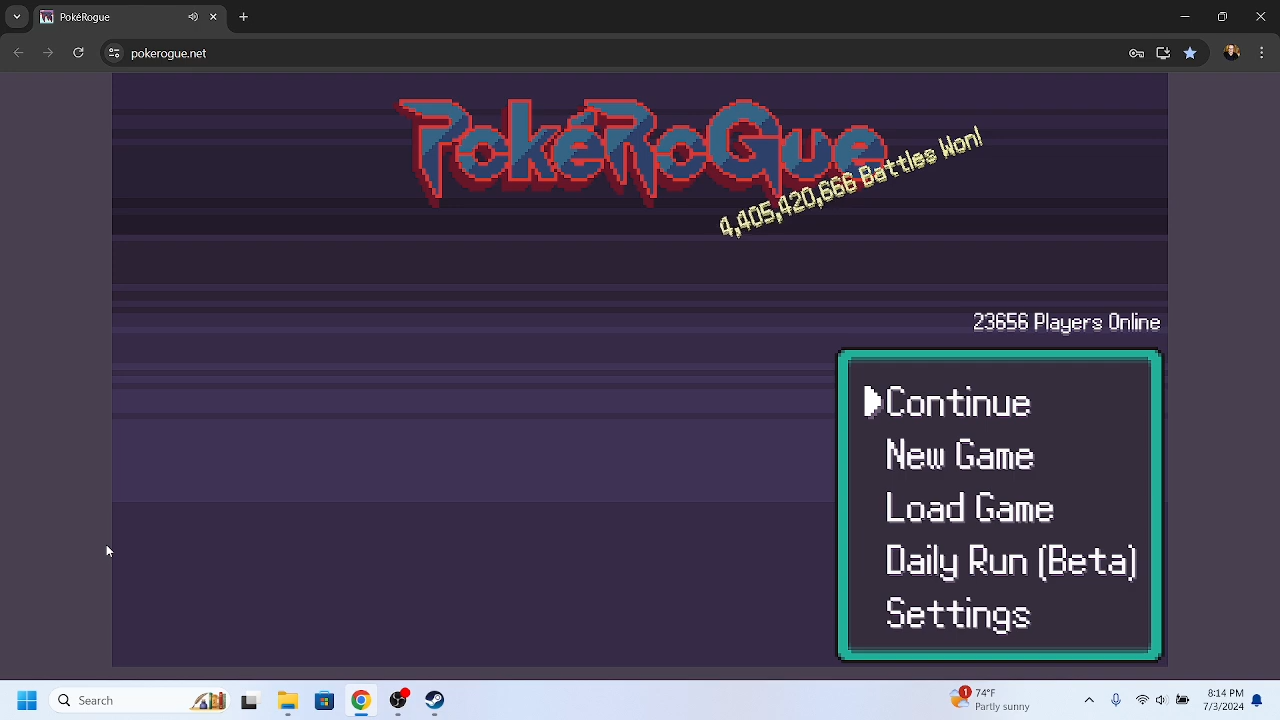 PokéRogue
pokerogue.net
PokéRoGue
4,405,420,666 Battles Won!
23656 Players Online
Continue
New Game
Load Game
Daily Run (Beta)
Settings
Search
1
74°F
Partly sunny
8:14 PM
7/3/2024